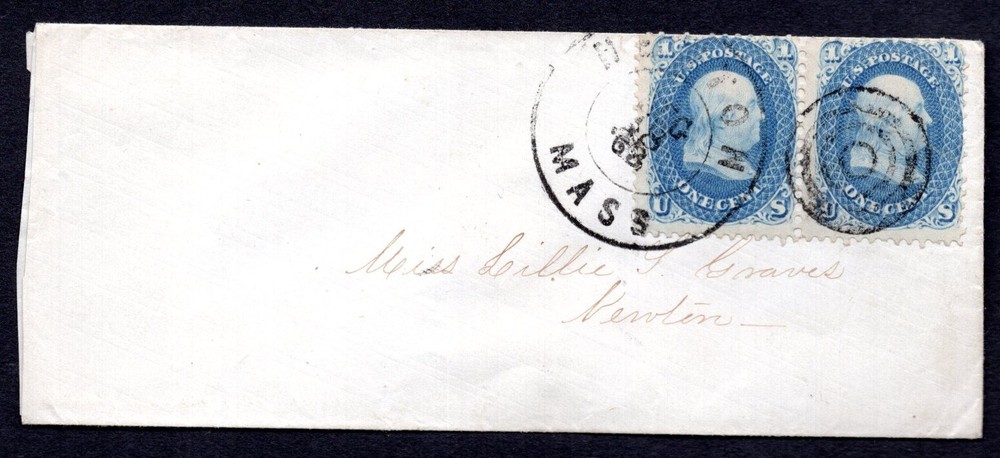 1 U.S. POSTAGE 1
ONE CENT
U S
1 U.S. POSTAGE 1
ONE CENT
U S
MASS
Miss Lillie S. Graves
Newton